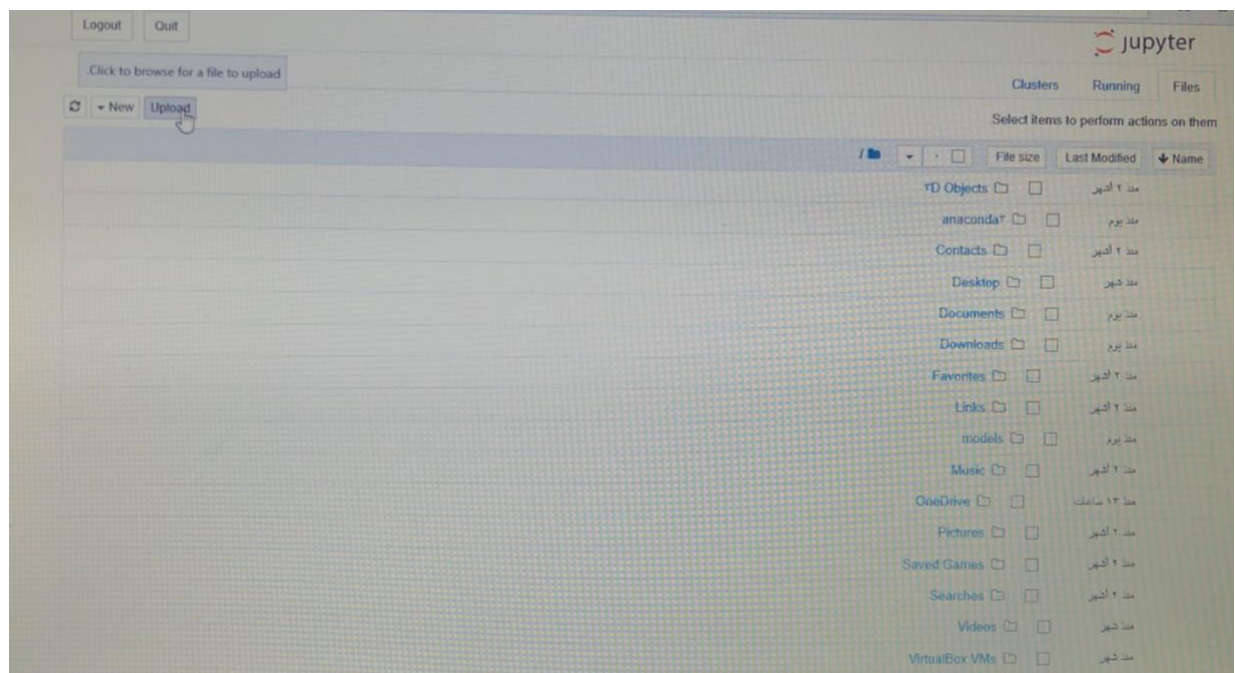 Logout Quit
jupyter
Click to browse for a file to upload.
Files Running Clusters
New Upload
Select items to perform actions on them
Name Last Modified File size /
٣D Objects منذ ٢ أشهر
anaconda٣ منذ يوم
Contacts منذ ٢ أشهر
Desktop منذ شهر
Documents منذ يوم
Downloads منذ يوم
Favorites منذ ٢ أشهر
Links منذ ٢ أشهر
models منذ يوم
Music منذ ٢ أشهر
OneDrive منذ ١٣ ساعات
Pictures منذ ٢ أشهر
Saved Games منذ ٢ أشهر
Searches منذ ٢ أشهر
Videos منذ شهر
VirtualBox VMs منذ شهر